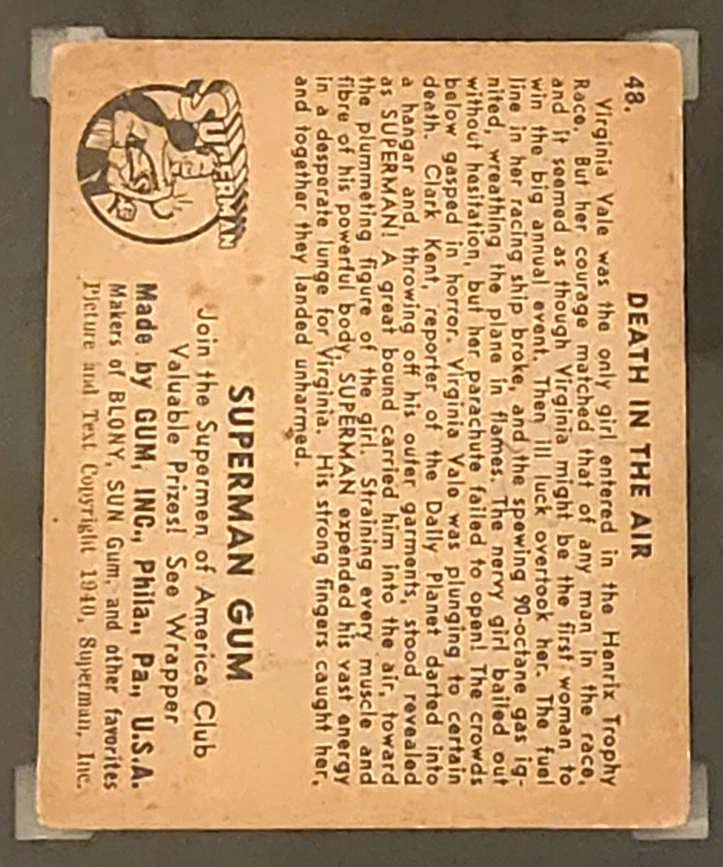 48.
DEATH IN THE AIR
Virginia Vale was the only girl entered in the Henrix Trophy
Race. But her courage matched that of any man in the race,
and it seemed as though Virginia might be the first woman to
win the big annual event. Then ill luck overtook her. The fuel
line in her racing ship broke, and the spewing 90-octane gas ig-
nited, wreathing the plane in flames. The nervy girl bailed out
without hesitation, but her parachute failed to open! The crowds
below gasped in horror. Virginia Vale was plunging to certain
death. Clark Kent, reporter of the Daily Planet darted into
a hangar and, throwing off his outer garments, stood revealed
as SUPERMAN! A great bound carried him into the air, toward
the plummeting figure of the girl. Straining every muscle and
fibre of his powerful body, SUPERMAN expended his vast energy
in a desperate lunge for Virginia. His strong fingers caught her,
and together they landed unharmed.
SUPERMAN
SUPERMAN GUM
Join the Supermen of America Club
Valuable Prizes! See Wrapper
Made by GUM, INC., Phila., Pa., U.S.A.
Makers of BLONY, SUN Gum, and other favorites
Picture and Text Copyright 1940, Superman, Inc.